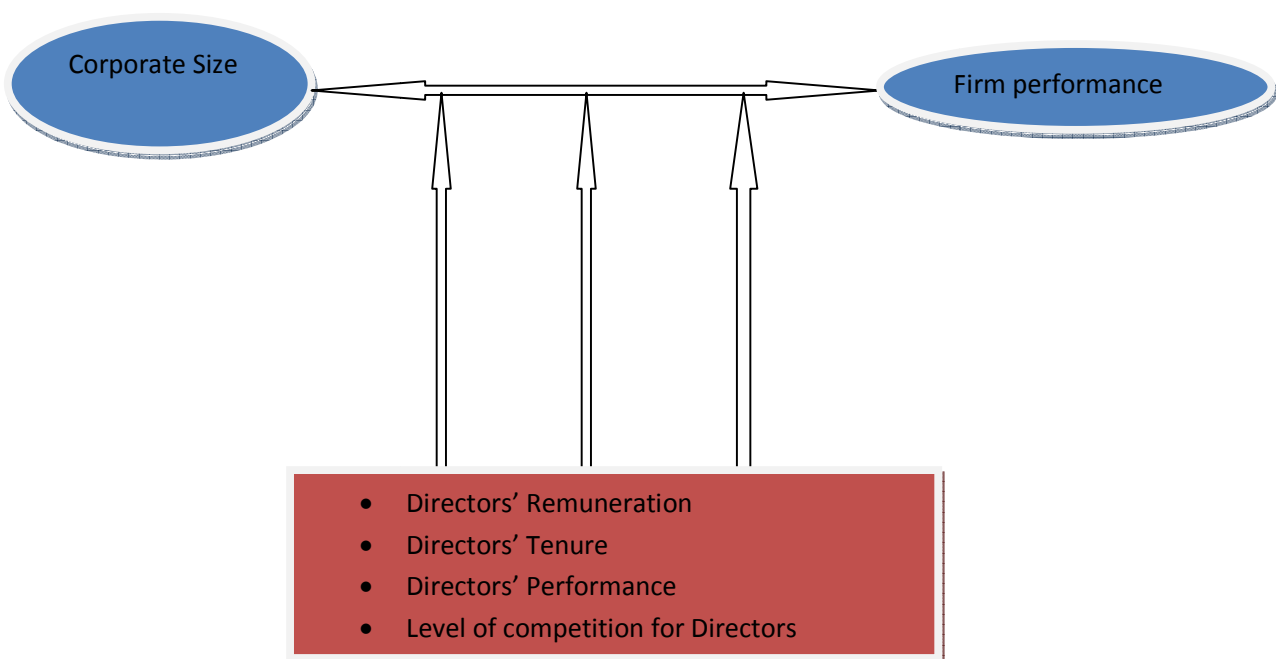 Corporate Size
Firm performance
• Directors’ Remuneration
• Directors’ Tenure
• Directors’ Performance
• Level of competition for Directors